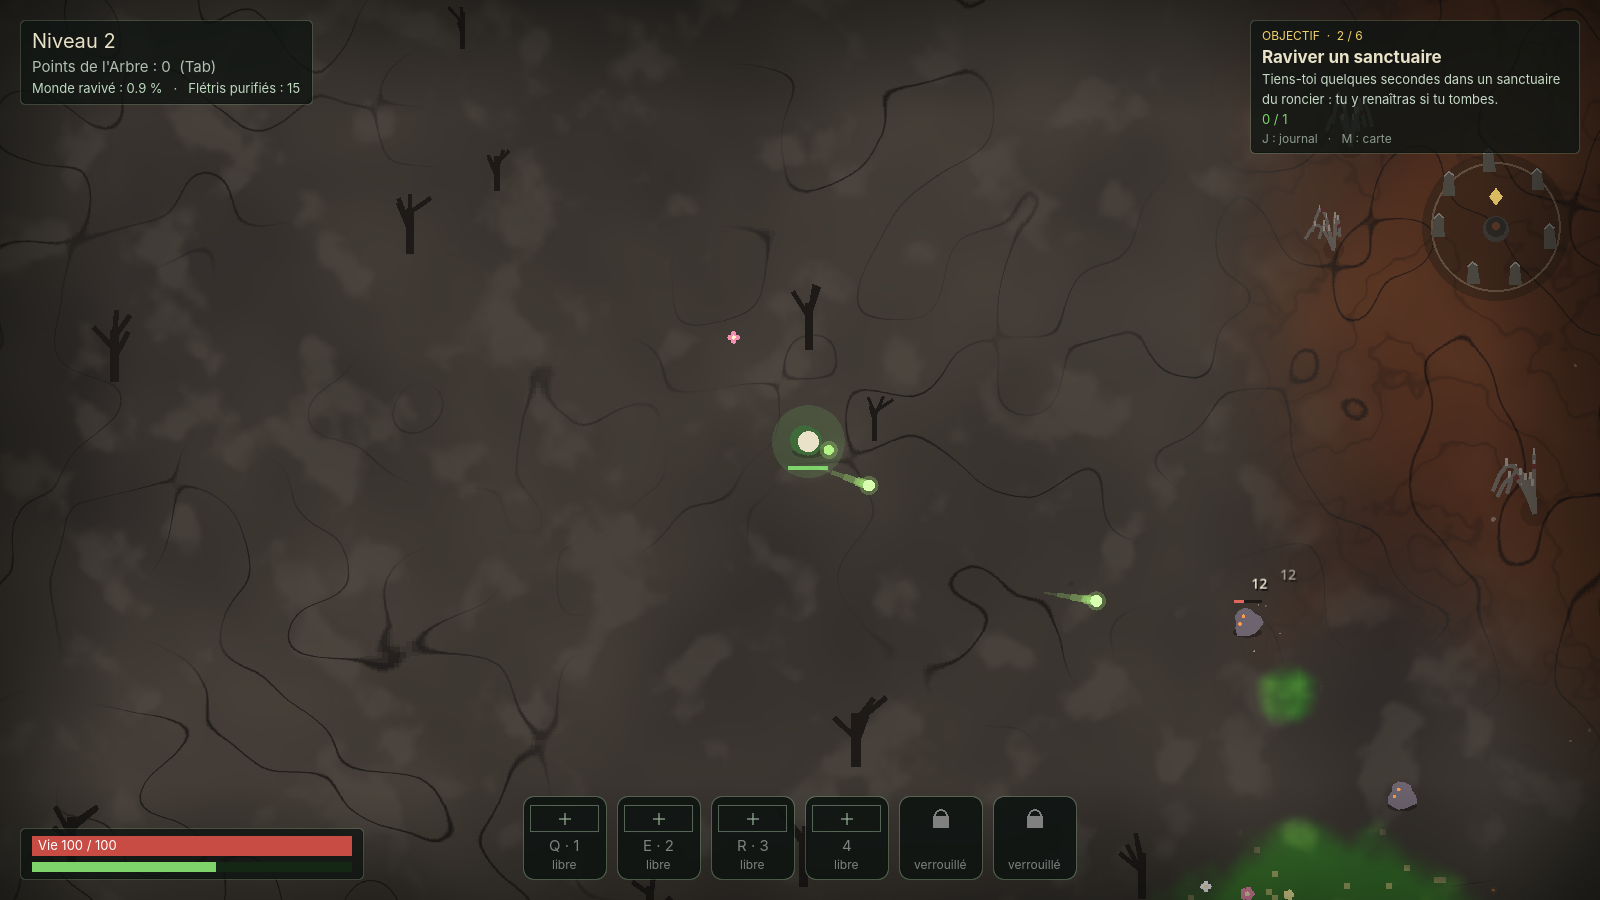 Niveau 2
Points de l'Arbre : 0  (Tab)
Monde ravivé : 0.9 %  ·  Flétris purifiés : 15
OBJECTIF  ·  2 / 6
Raviver un sanctuaire
Tiens-toi quelques secondes dans un sanctuaire
du roncier : tu y renaîtras si tu tombes.
0 / 1
J : journal  ·  M : carte
12
12
Vie 100 / 100
Q · 1
libre
E · 2
libre
R · 3
libre
4
libre
verrouillé
verrouillé